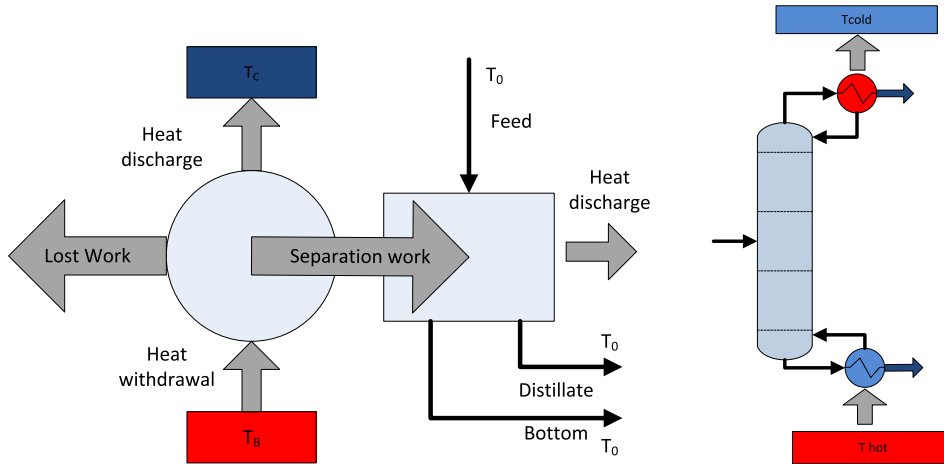 T_C
Heat
discharge
Lost Work
Separation work
Heat
withdrawal
T_B
T_0
Feed
Heat
discharge
T_0
Distillate
Bottom
T_0
Tcold
T hot